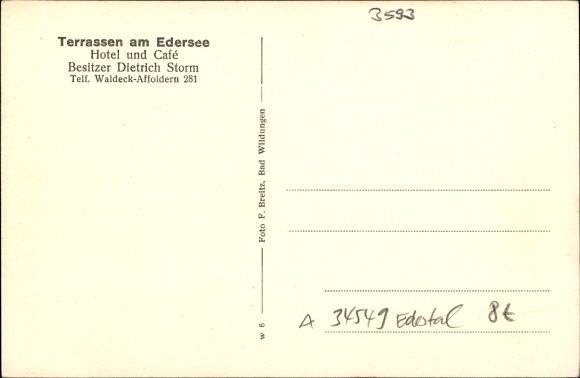 3593
Terrassen am Edersee
Hotel und Café
Besitzer Dietrich Storm
Telf. Waldeck-Affoldern 281
w 6 Foto F. Breitz, Bad Wildungen
A 34549 Edertal 8€